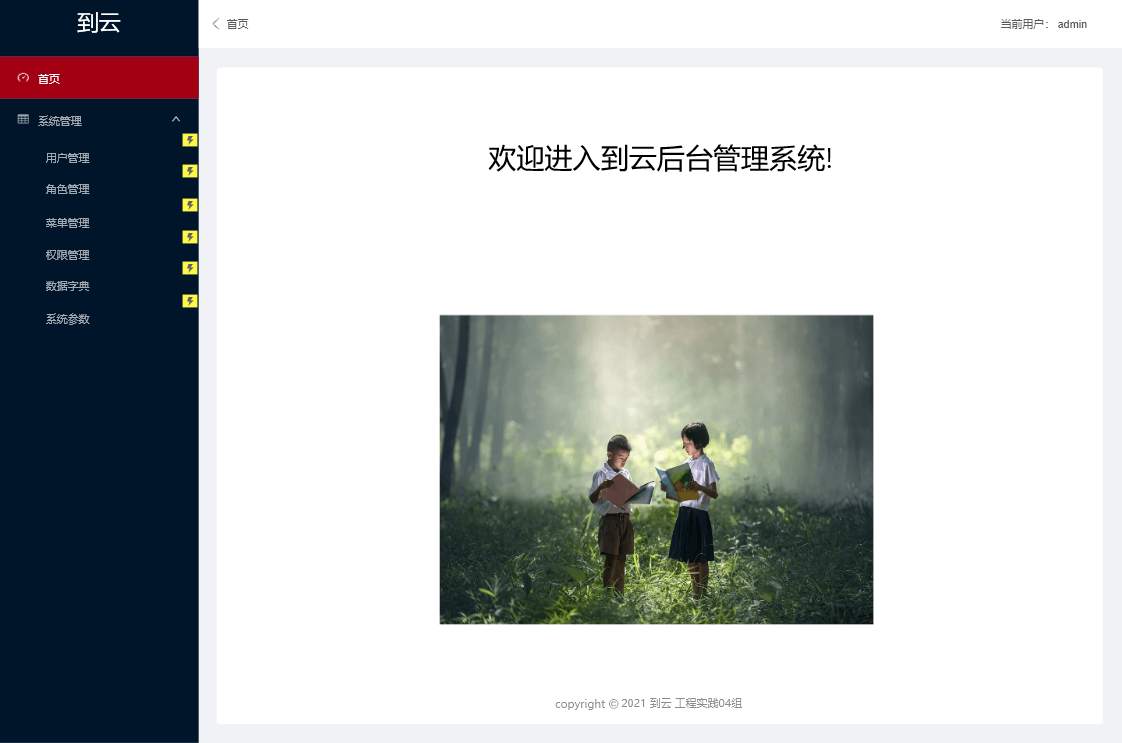 到云
首页
当前用户： admin
首页
系统管理
用户管理
角色管理
菜单管理
权限管理
数据字典
系统参数
欢迎进入到云后台管理系统!
copyright © 2021 到云 工程实践04组